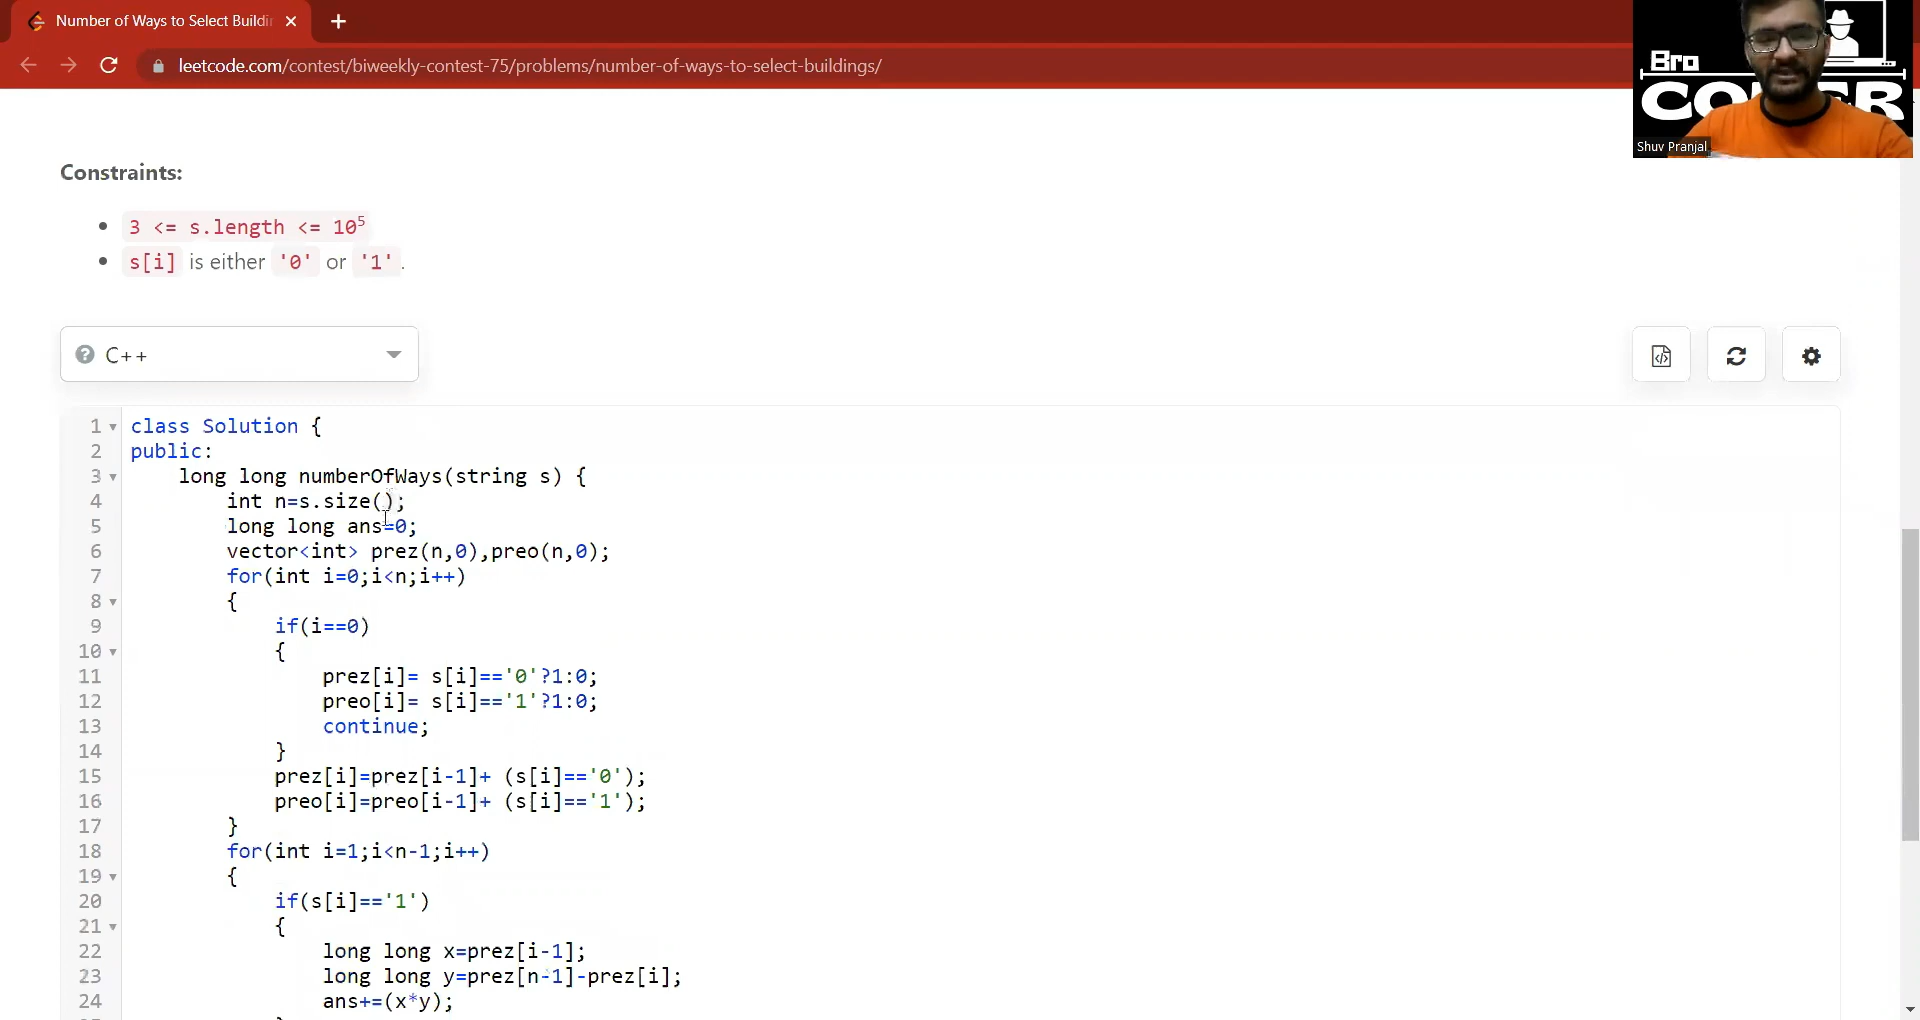 Number of Ways to Select Buildi
leetcode.com/contest/biweekly-contest-75/problems/number-of-ways-to-select-buildings/
Bro
Shuv Pranjal
Constraints:
3 <= s.length <= 10⁵
s[i] is either '0' or '1'.
C++
1 class Solution {
2 public:
3 long long numberOfWays(string s) {
4 int n=s.size();
5 long long ans=0;
6 vector<int> prez(n,0),preo(n,0);
7 for(int i=0;i<n;i++)
8 {
9 if(i==0)
10 {
11 prez[i]= s[i]=='0'?1:0;
12 preo[i]= s[i]=='1'?1:0;
13 continue;
14 }
15 prez[i]=prez[i-1]+ (s[i]=='0');
16 preo[i]=preo[i-1]+ (s[i]=='1');
17 }
18 for(int i=1;i<n-1;i++)
19 {
20 if(s[i]=='1')
21 {
22 long long x=prez[i-1];
23 long long y=prez[n-1]-prez[i];
24 ans+=(x*y);